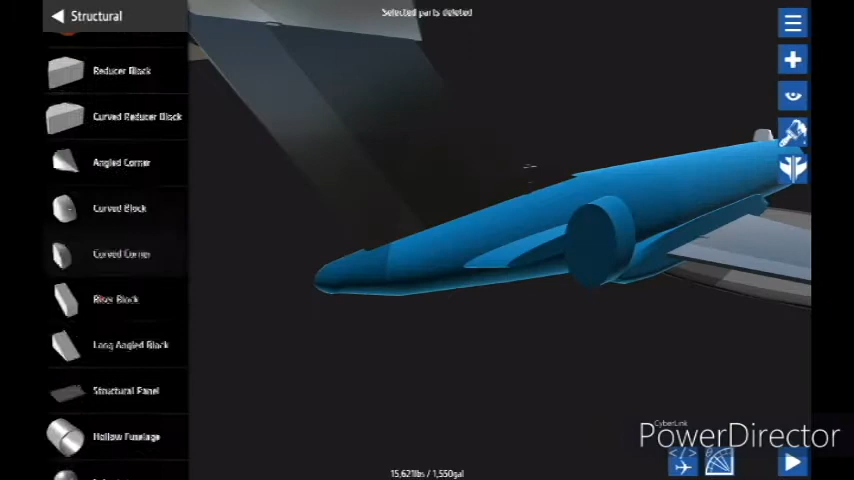 Structural
Selected parts deleted
Reducer Block
Curved Reducer Block
Angled Corner
Curved Block
Curved Corner
Riser Block
Long Angled Block
Structural Panel
Hollow Fuselage
CyberLink
PowerDirector
</>
15,621lbs / 1,550gal